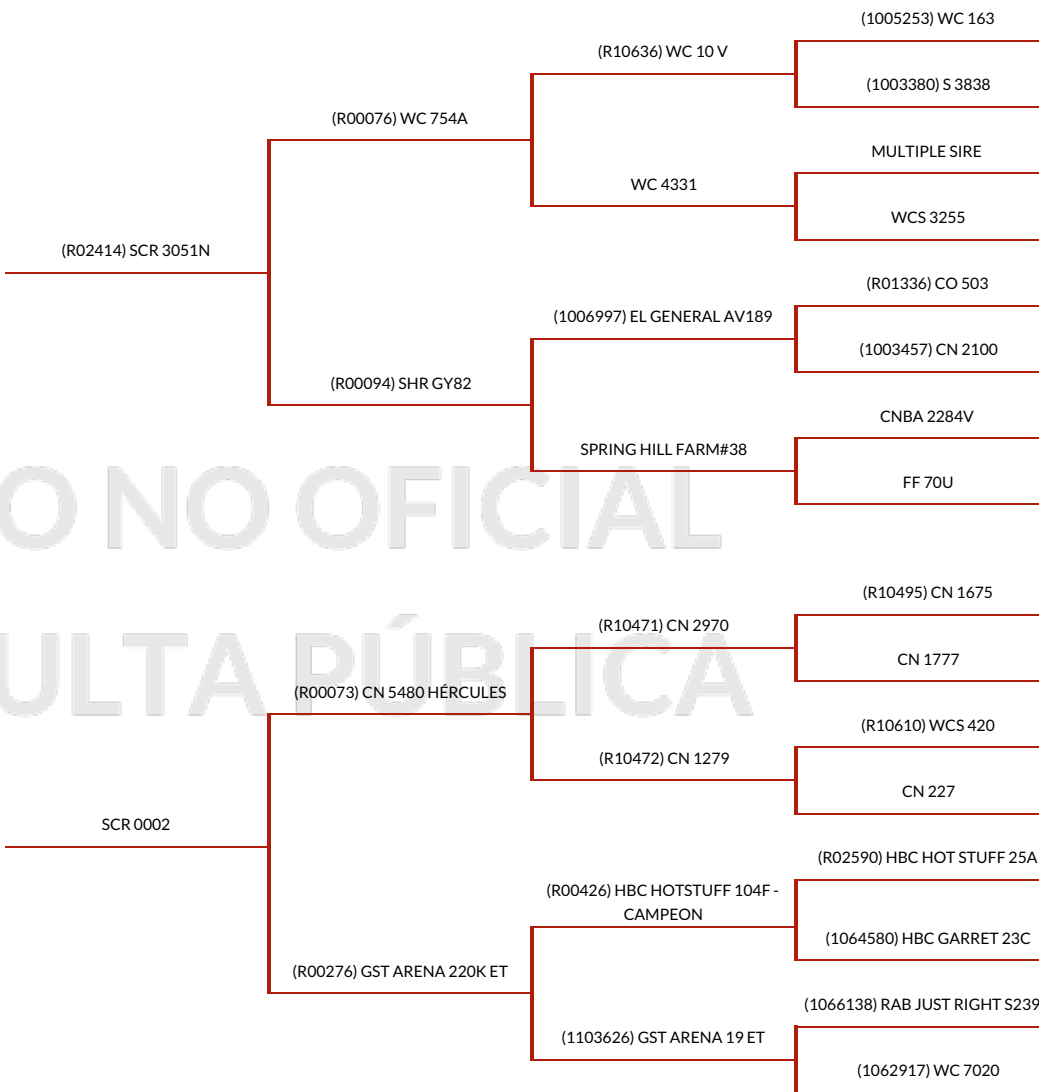 (1005253) WC 163
(R10636) WC 10 V
(1003380) S 3838
(R00076) WC 754A
MULTIPLE SIRE
WC 4331
WCS 3255
(R02414) SCR 3051N
(R01336) CO 503
(1006997) EL GENERAL AV189
(1003457) CN 2100
(R00094) SHR GY82
CNBA 2284V
SPRING HILL FARM#38
FF 70U
O NO OFICIAL
(R10495) CN 1675
(R10471) CN 2970
CN 1777
ULTA PÚBLICA
(R00073) CN 5480 HÉRCULES
(R10610) WCS 420
(R10472) CN 1279
CN 227
SCR 0002
(R02590) HBC HOT STUFF 25A
(R00426) HBC HOTSTUFF 104F -
CAMPEON
(1064580) HBC GARRET 23C
(R00276) GST ARENA 220K ET
(1066138) RAB JUST RIGHT S239
(1103626) GST ARENA 19 ET
(1062917) WC 7020